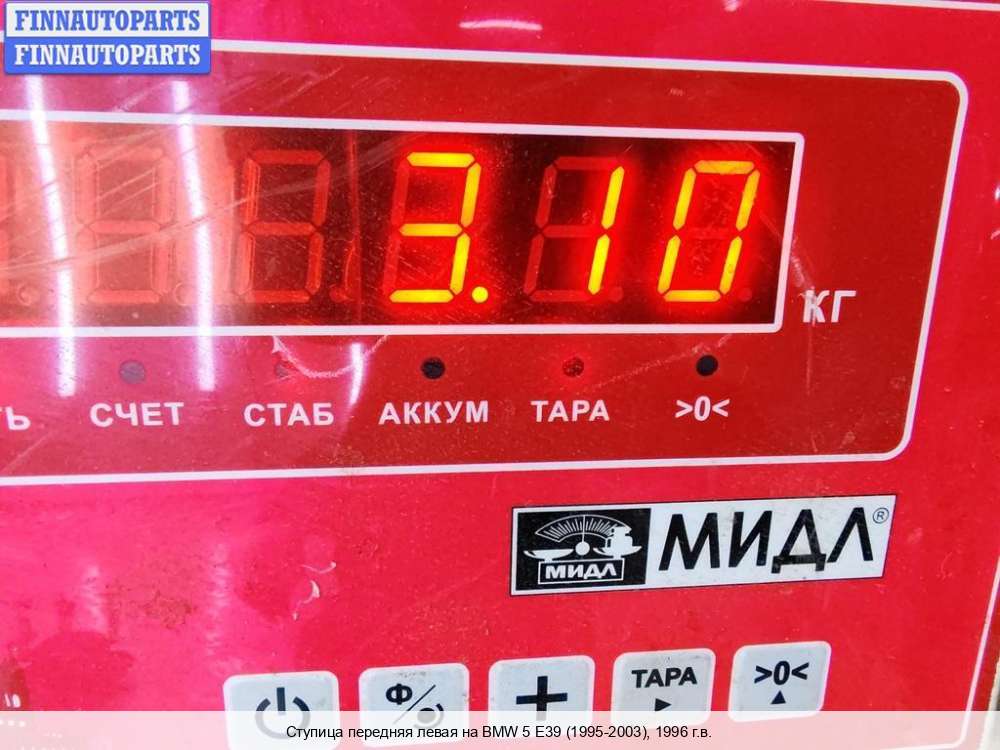 FINNAUTOPARTS
FINNAUTOPARTS
3.10
КГ
ТЬ СЧЕТ СТАБ АККУМ ТАРА >0<
МИДЛ МИДЛ®
Ф/ + ТАРА >0<
Ступица передняя левая на BMW 5 E39 (1995-2003), 1996 г.в.